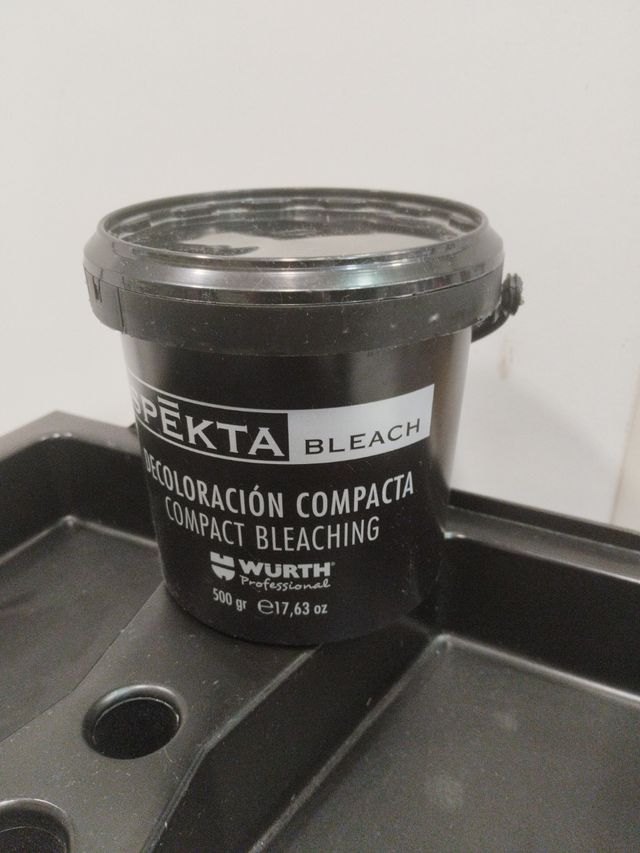 SPĒKTA BLEACH
DECOLORACIÓN COMPACTA
COMPACT BLEACHING
WURTH
Professional
500 gr ℮17,63 oz